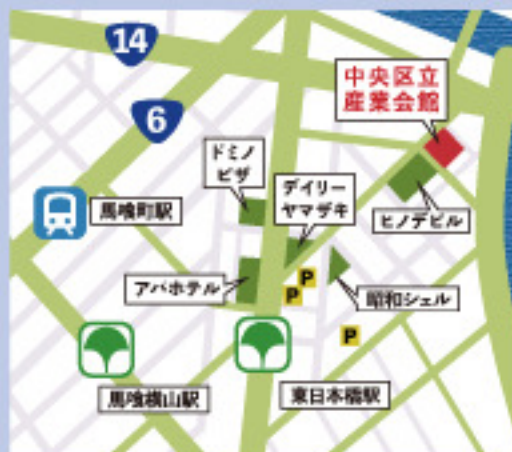 14
中央区立
産業会館
6
ドミノ
ピザ
デイリー
ヤマザキ
馬喰町駅
ヒノデビル
アパホテル
P
P
昭和シェル
P
馬喰横山駅
東日本橋駅